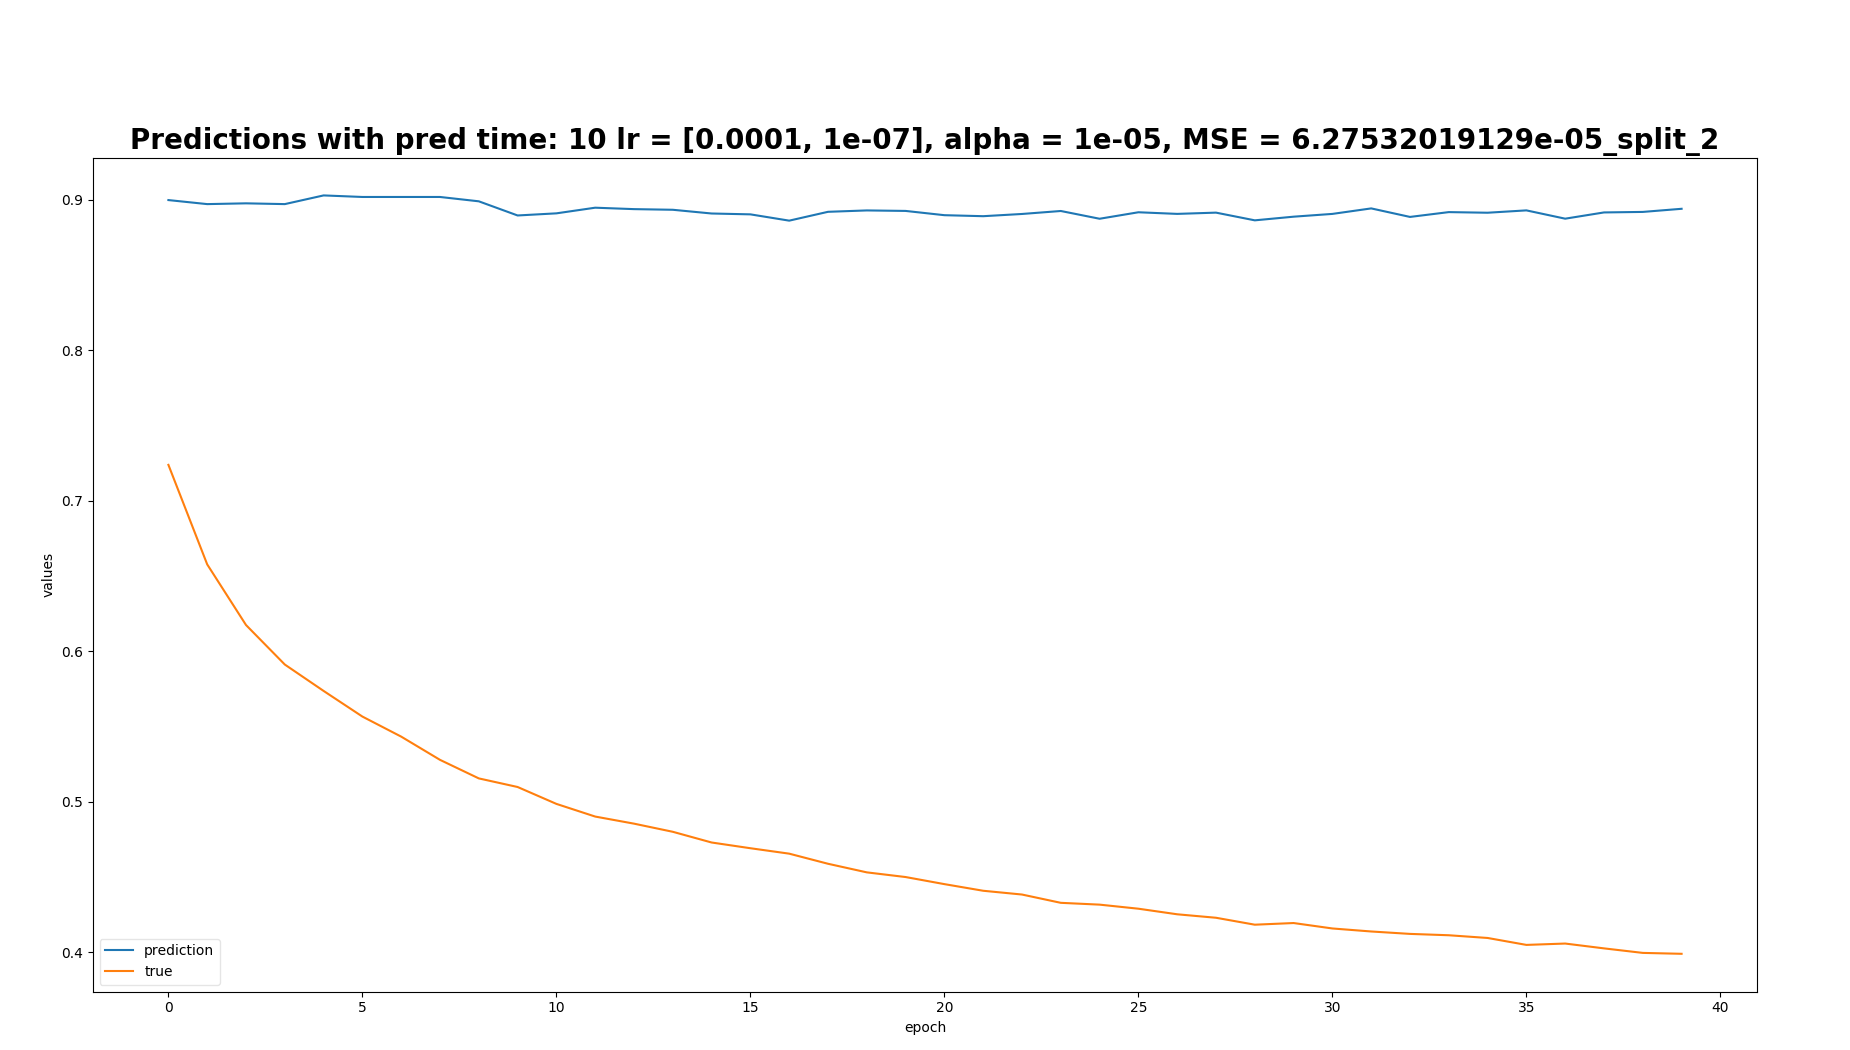 Predictions with pred time: 10 lr = [0.0001, 1e-07], alpha = 1e-05, MSE = 6.27532019129e-05_split_2
0.9
0.8
0.7
0.6
0.5
0.4
values
prediction
true
0 5 10 15 20 25 30 35 40
epoch